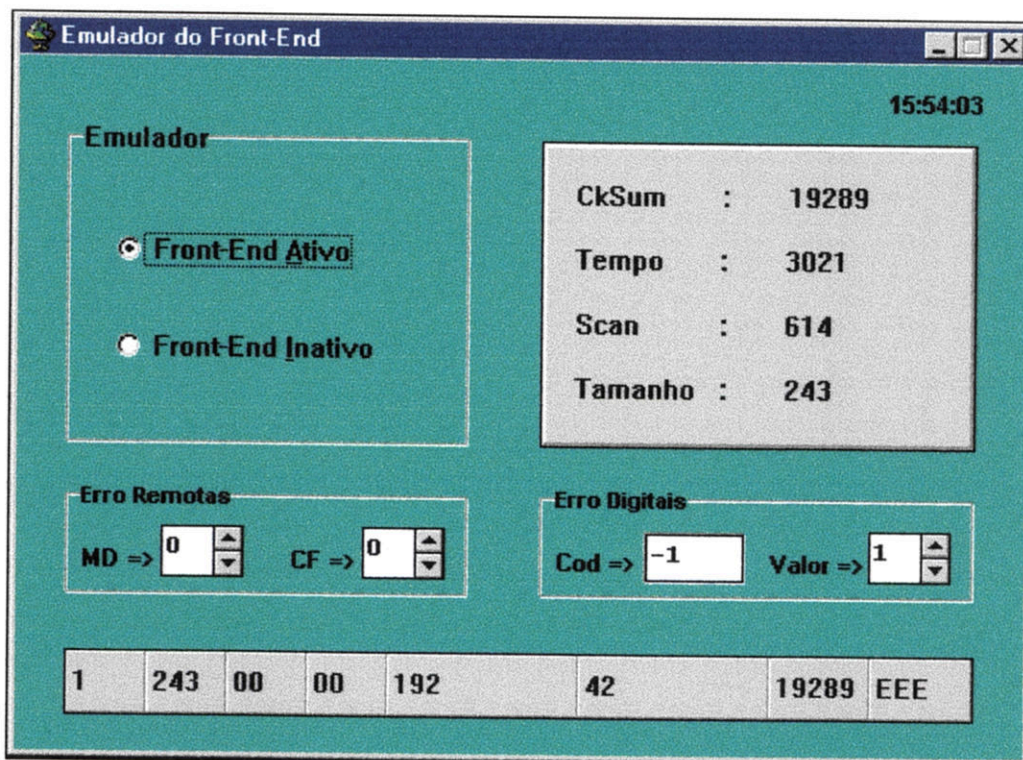 Emulador do Front-End
15:54:03
Emulador
Front-End Ativo
Front-End Inativo
CkSum : 19289
Tempo : 3021
Scan : 614
Tamanho : 243
Erro Remotas
MD => 0 CF => 0
Erro Digitais
Cod => -1 Valor => 1
1 243 00 00 192 42 19289 EEE